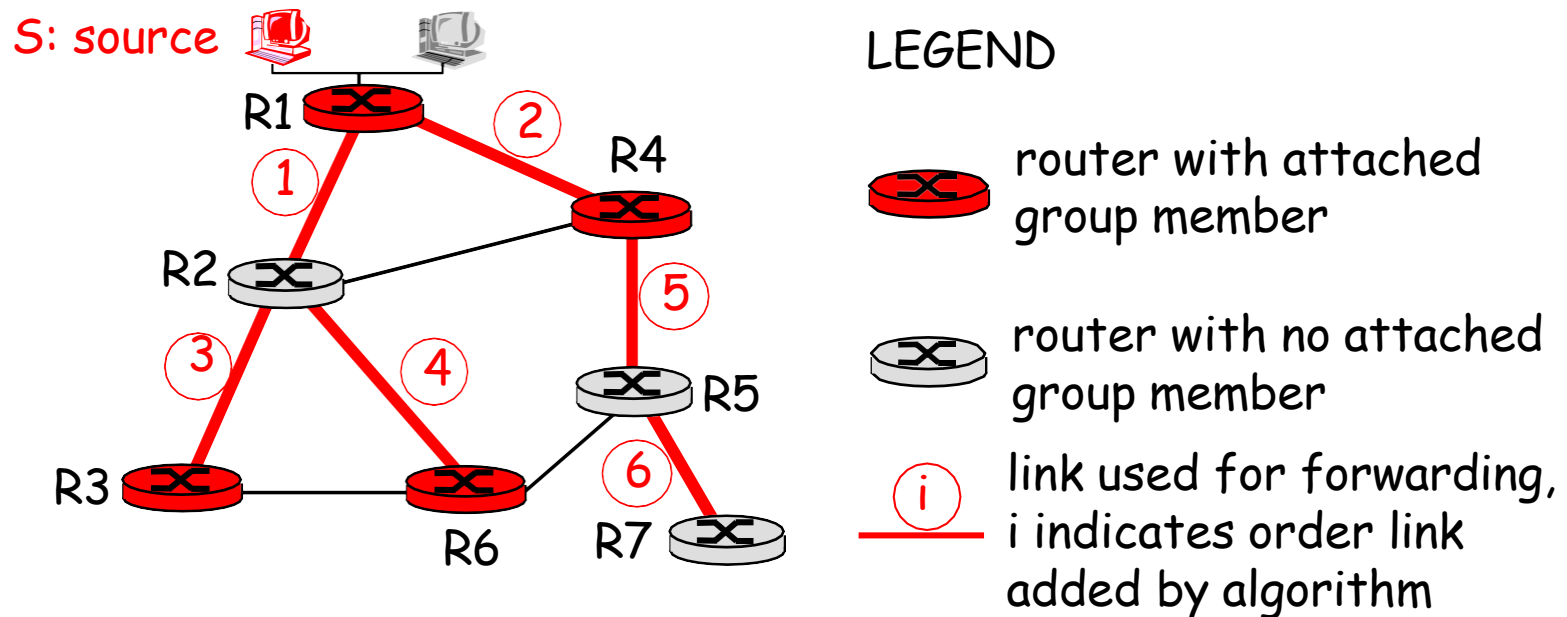 S: source
LEGEND
R1
2
R4
1
router with attached
group member
R2
5
3
4
R5
router with no attached
group member
R3
R6
6
R7
i
link used for forwarding,
i indicates order link
added by algorithm